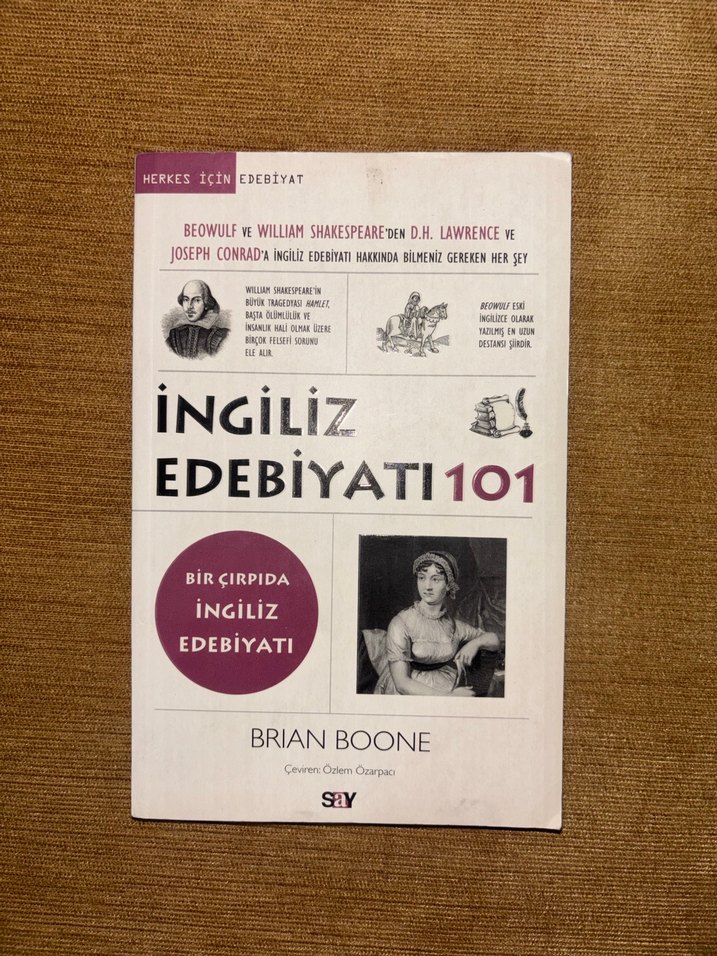 HERKES İÇİN EDEBİYAT
BEOWULF VE WILLIAM SHAKESPEARE'DEN D.H. LAWRENCE VE
JOSEPH CONRAD'A İNGİLİZ EDEBİYATI HAKKINDA BİLMENİZ GEREKEN HER ŞEY
WILLIAM SHAKESPEARE'İN
BÜYÜK TRAGEDYASI HAMLET,
BAŞTA ÖLÜMLÜLÜK VE
İNSANLIK HALİ OLMAK ÜZERE
BİRÇOK FELSEFİ SORUNU
ELE ALIR.
BEOWULF ESKİ
İNGİLİZCE OLARAK
YAZILMIŞ EN UZUN
DESTANSI ŞİİRDİR.
İNGİLİZ
EDEBİYATI 101
BİR ÇIRPIDA
İNGİLİZ
EDEBİYATI
BRIAN BOONE
Çeviren: Özlem Özarpacı
SAY